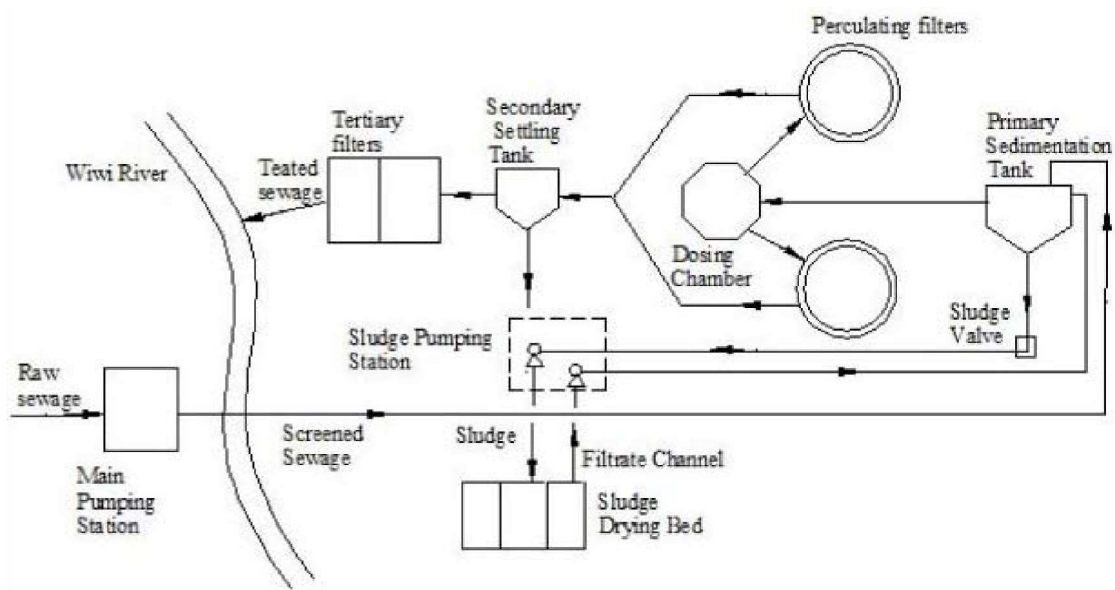 Perculating filters
Secondary
Settling
Tank
Primary
Sedimentation
Tank
Tertiary
filters
Wiwi River
Teated
sewage
Dosing
Chamber
Sludge
Valve
Sludge Pumping
Station
Raw
sewage
Screened
Sewage
Sludge
Filtrate Channel
Main
Pumping
Station
Sludge
Drying Bed